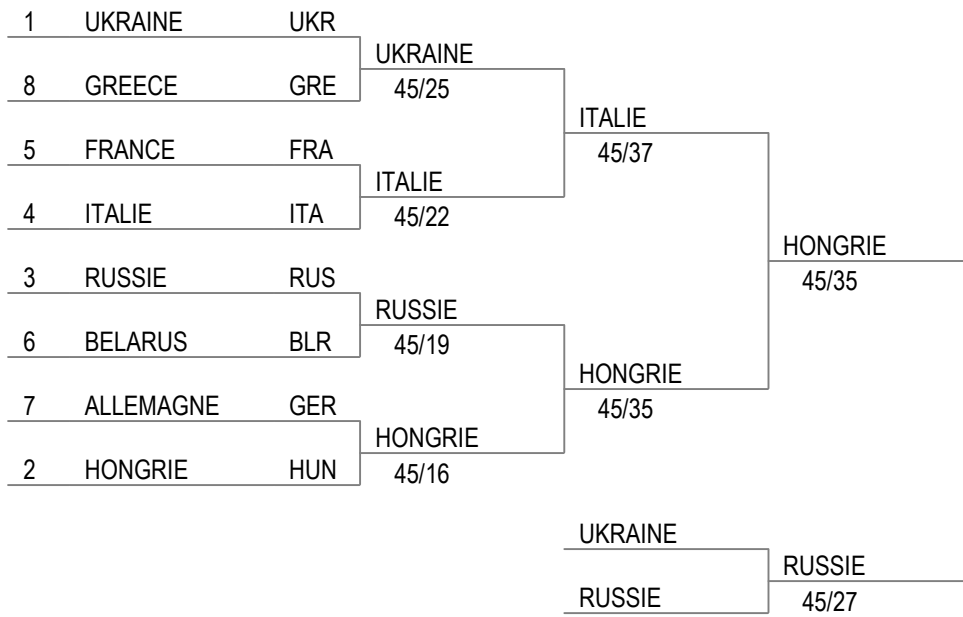 1 UKRAINE UKR
UKRAINE
8 GREECE GRE
45/25
ITALIE
5 FRANCE FRA
45/37
ITALIE
4 ITALIE ITA
45/22
HONGRIE
3 RUSSIE RUS
45/35
RUSSIE
6 BELARUS BLR
45/19
HONGRIE
7 ALLEMAGNE GER
45/35
HONGRIE
2 HONGRIE HUN
45/16
UKRAINE
RUSSIE
RUSSIE
45/27